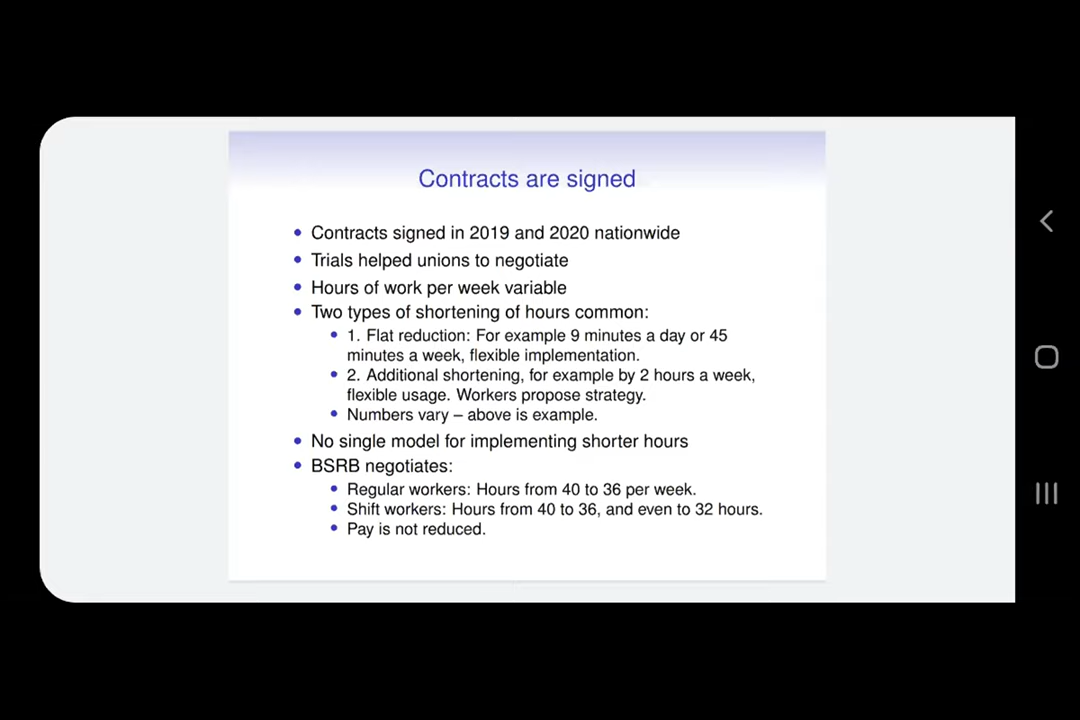 Contracts are signed
• Contracts signed in 2019 and 2020 nationwide
• Trials helped unions to negotiate
• Hours of work per week variable
• Two types of shortening of hours common:
• 1. Flat reduction: For example 9 minutes a day or 45
minutes a week, flexible implementation.
• 2. Additional shortening, for example by 2 hours a week,
flexible usage. Workers propose strategy.
• Numbers vary – above is example.
• No single model for implementing shorter hours
• BSRB negotiates:
• Regular workers: Hours from 40 to 36 per week.
• Shift workers: Hours from 40 to 36, and even to 32 hours.
• Pay is not reduced.